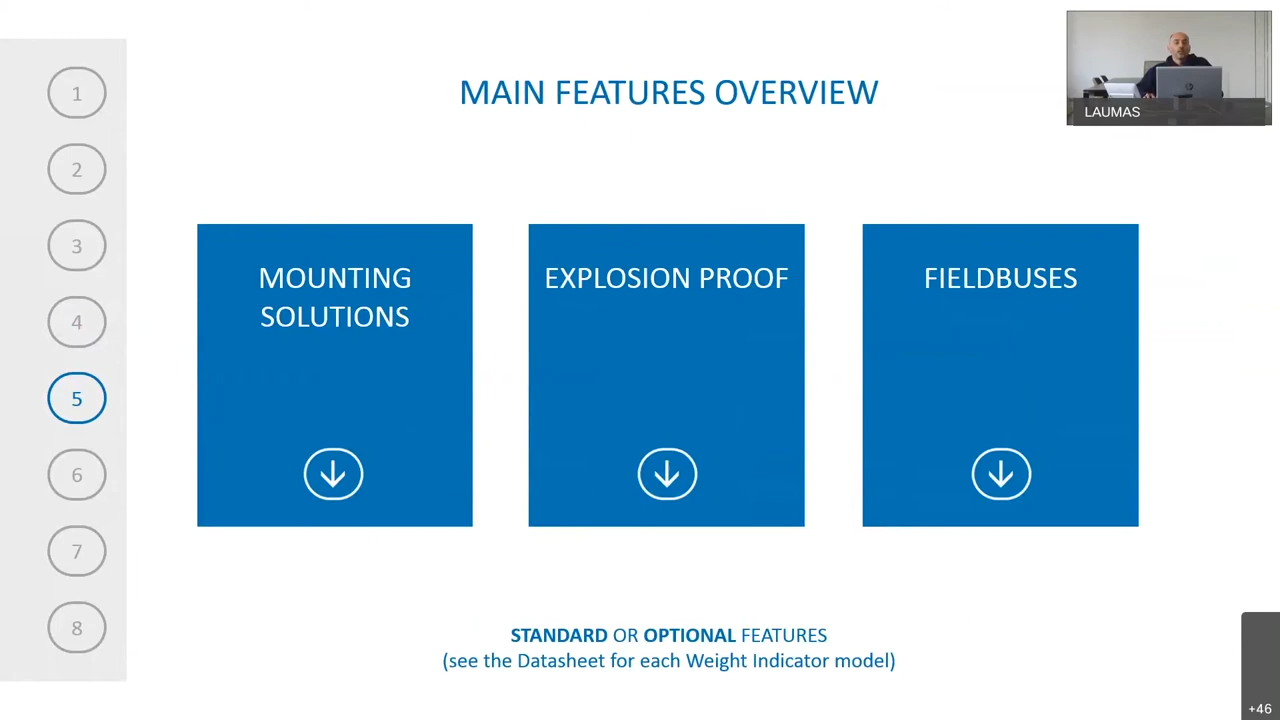 MAIN FEATURES OVERVIEW
LAUMAS
1
2
3
4
5
6
7
8
MOUNTING
SOLUTIONS
EXPLOSION PROOF
FIELDBUSES
STANDARD OR OPTIONAL FEATURES
(see the Datasheet for each Weight Indicator model)
+46